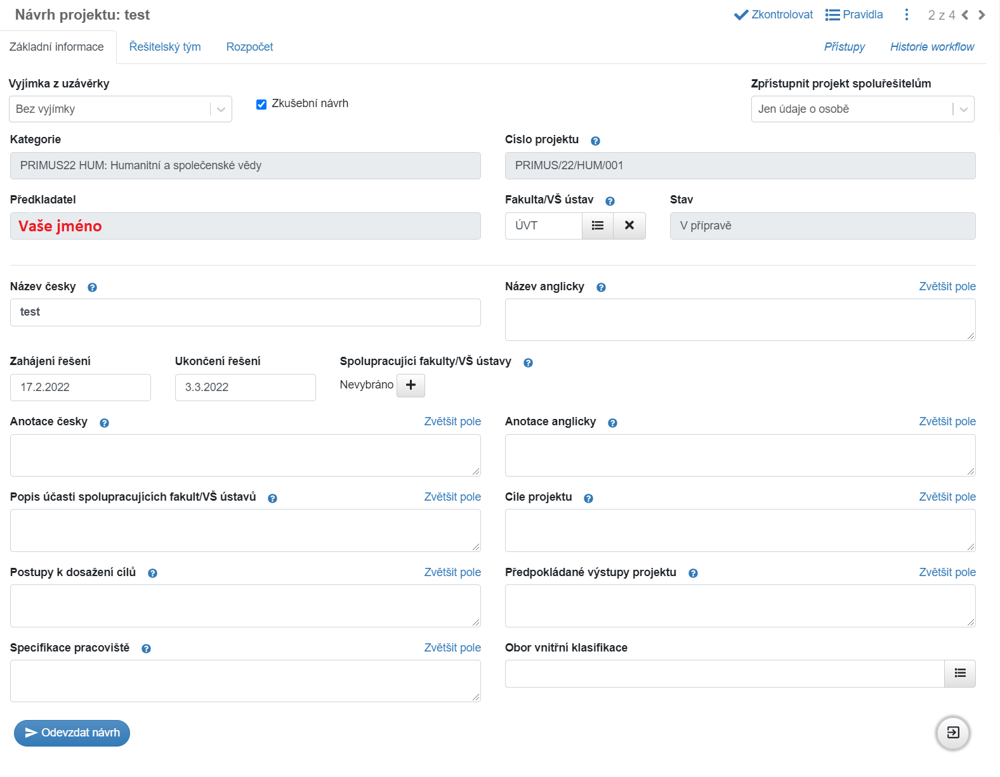 Návrh projektu: test
Zkontrolovat Pravidla 2 z 4
Základní informace Řešitelský tým Rozpočet Přístupy Historie workflow
Vyjímka z uzávěrky Zpřístupnit projekt spoluřešitelům
Bez vyjímky Zkušební návrh Jen údaje o osobě
Kategorie Číslo projektu
PRIMUS22 HUM: Humanitní a společenské vědy PRIMUS/22/HUM/001
Předkladatel Fakulta/VŠ ústav Stav
Vaše jméno ÚVT V přípravě
Název česky Název anglicky Zvětšit pole
test
Zahájení řešení Ukončení řešení Spolupracující fakulty/VŠ ústavy
17.2.2022 3.3.2022 Nevybráno
Anotace česky Zvětšit pole Anotace anglicky Zvětšit pole
Popis účasti spolupracujících fakult/VŠ ústavů Zvětšit pole Cíle projektu Zvětšit pole
Postupy k dosažení cílů Zvětšit pole Předpokládané výstupy projektu Zvětšit pole
Specifikace pracoviště Zvětšit pole Obor vnitřní klasifikace
Odevzdat návrh